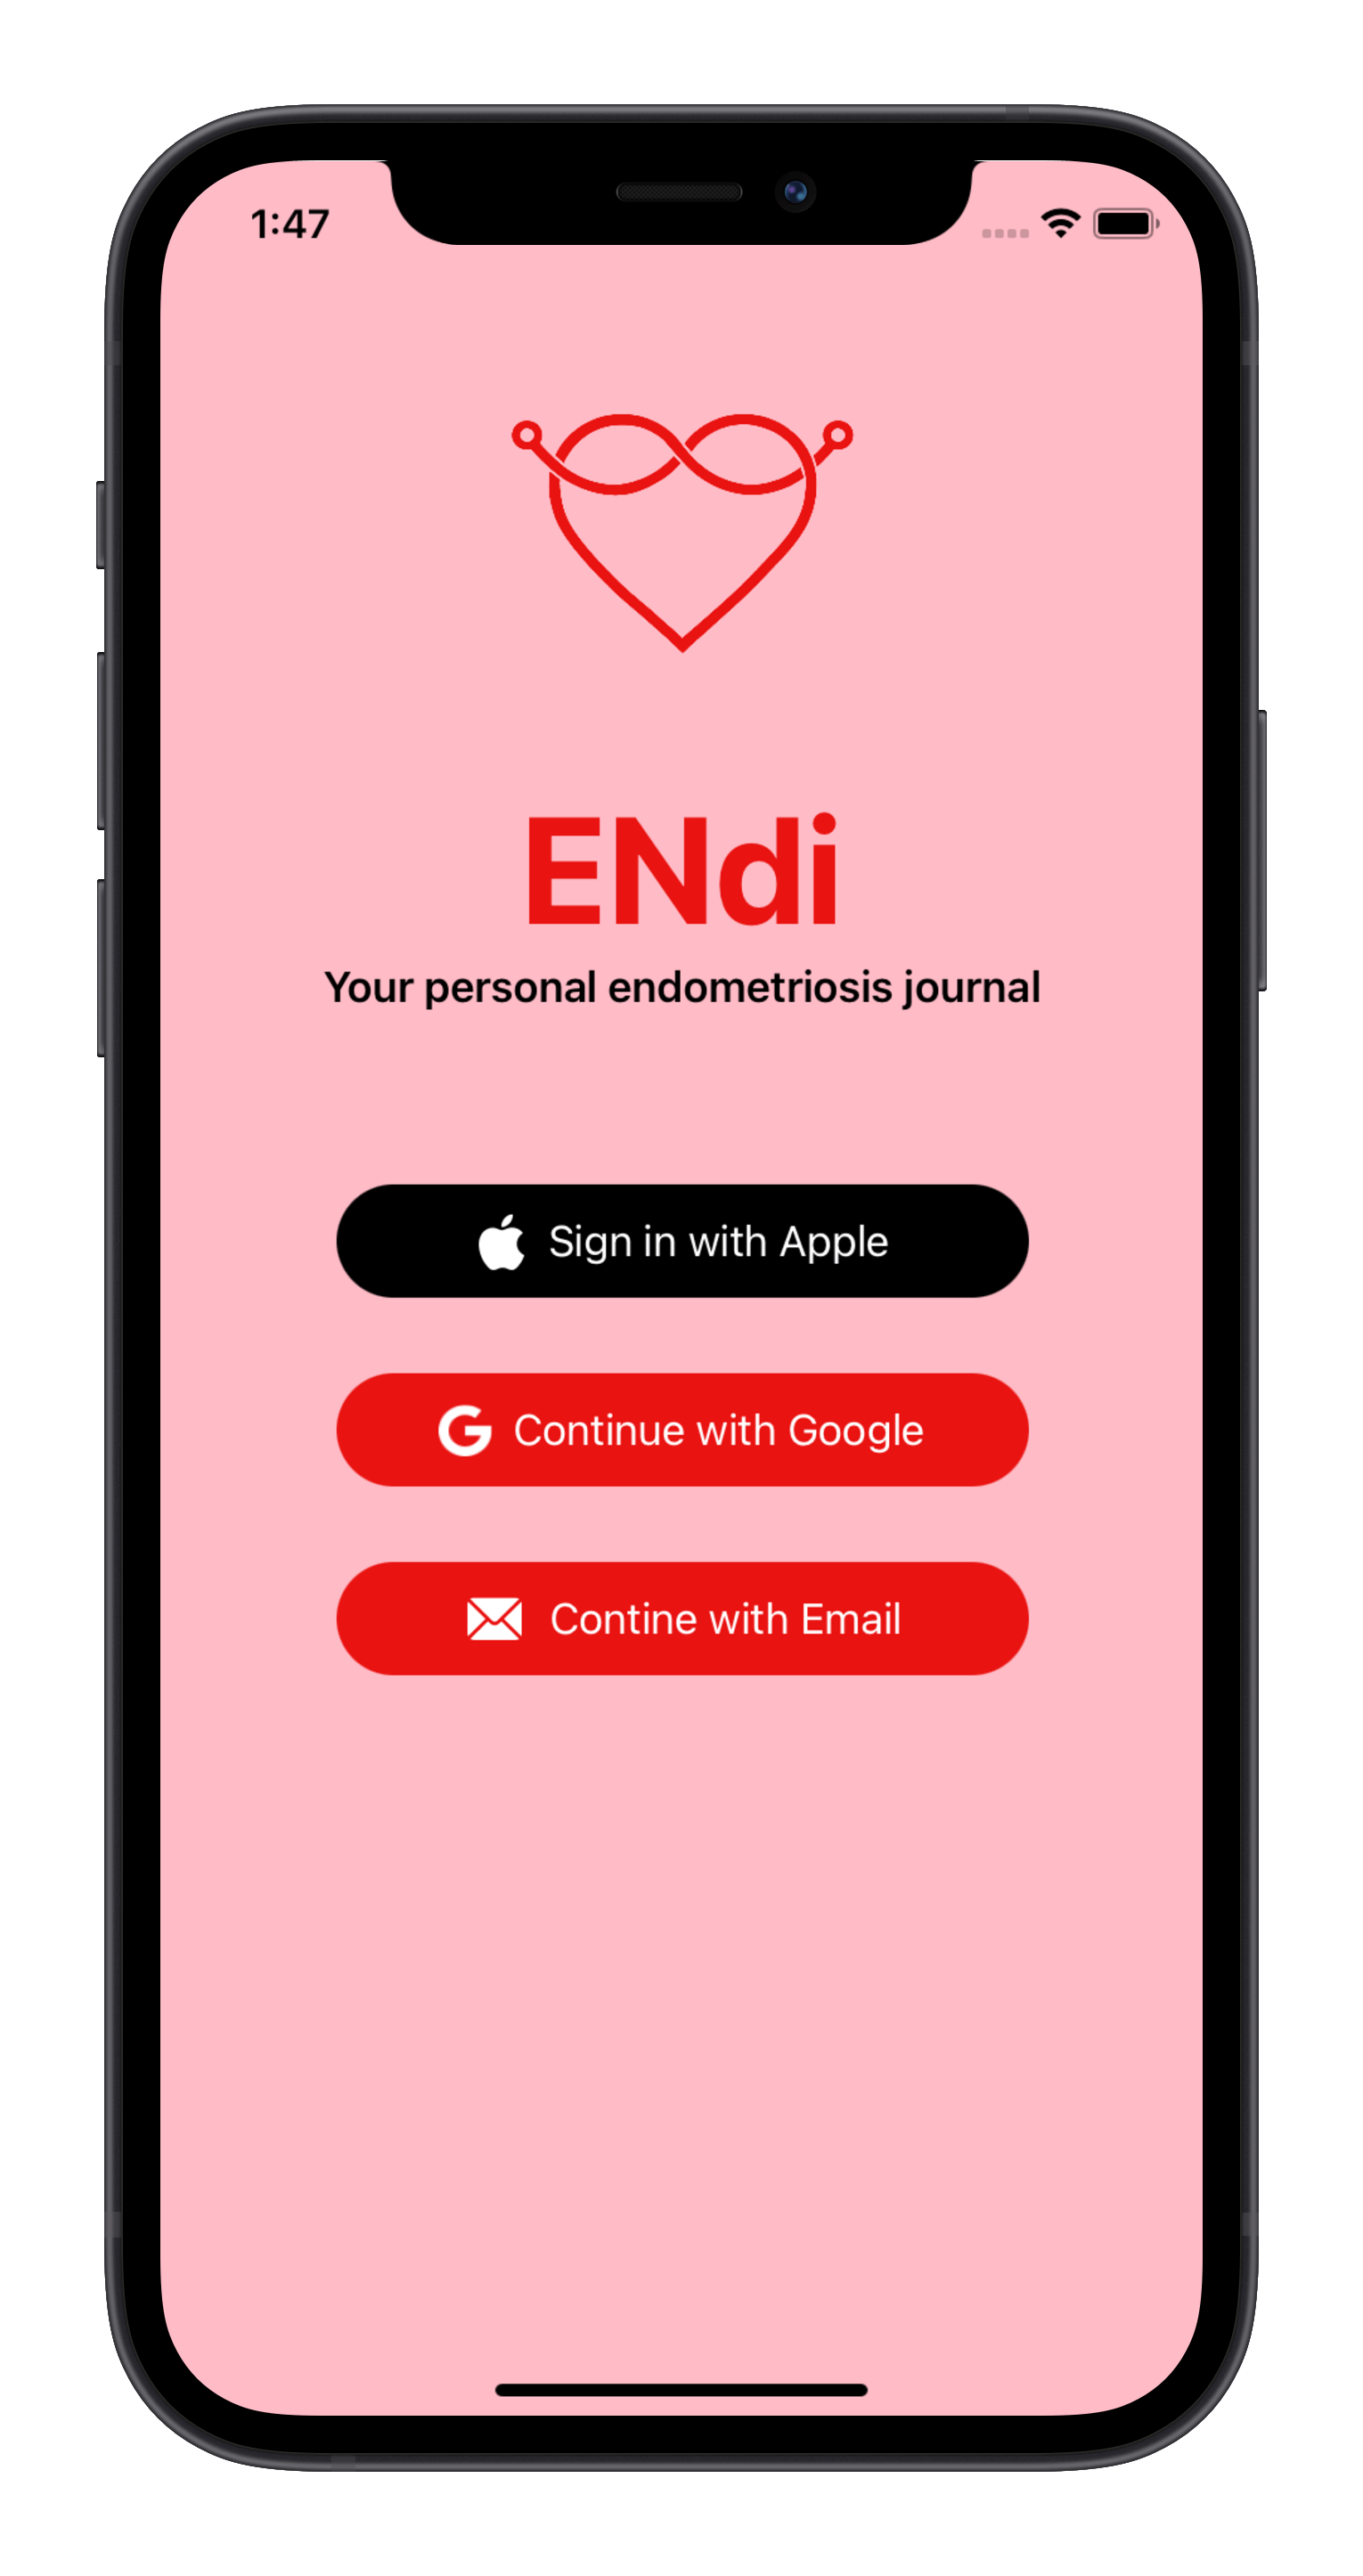 1:47
ENdi
Your personal endometriosis journal
Sign in with Apple
Continue with Google
Contine with Email